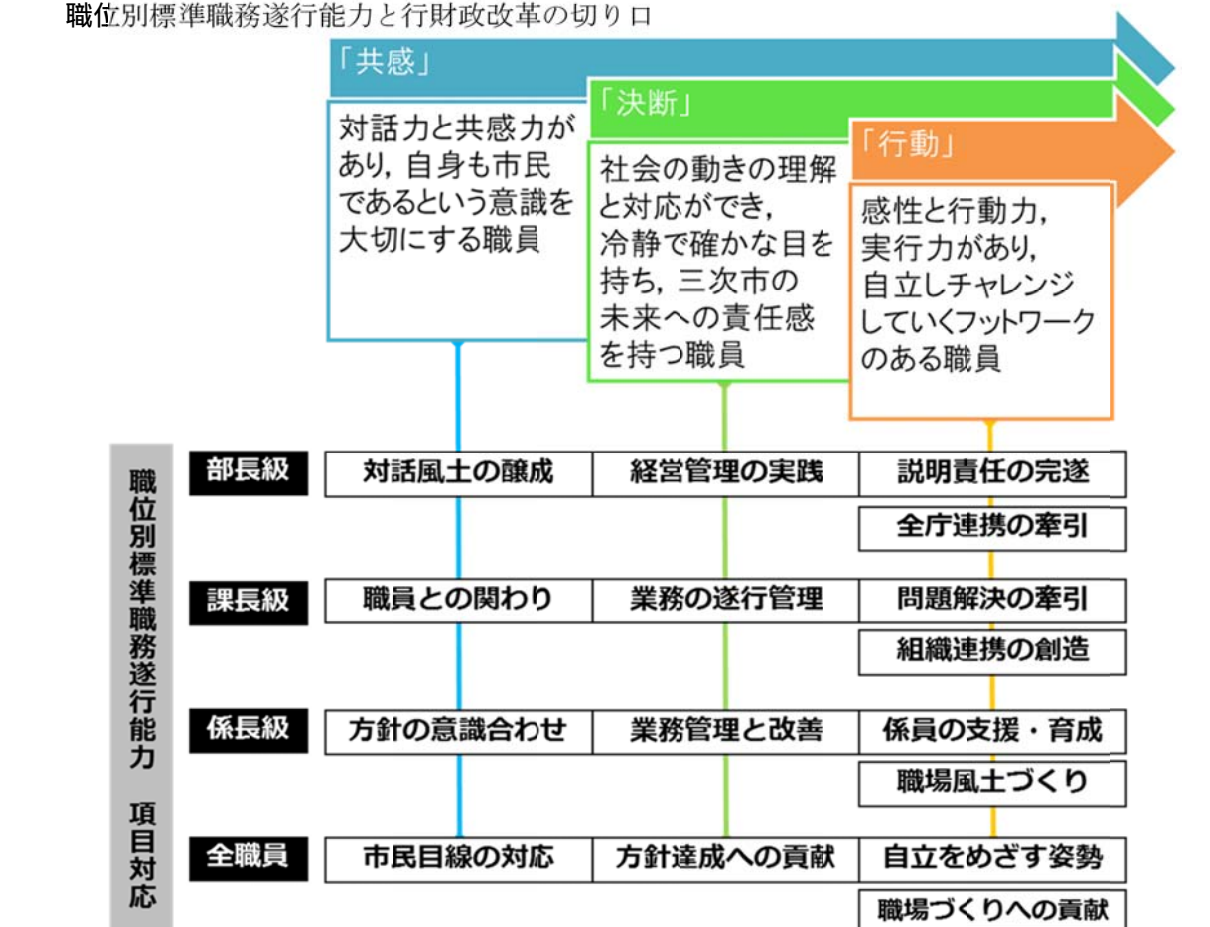 職位別標準職務遂行能力と行財政改革の切り口
「共感」
対話力と共感力が
あり，自身も市民
であるという意識を
大切にする職員
「決断」
社会の動きの理解
と対応ができ，
冷静で確かな目を
持ち，三次市の
未来への責任感
を持つ職員
「行動」
感性と行動力，
実行力があり，
自立しチャレンジ
していくフットワーク
のある職員
職位別標準職務遂行能力 項目対応
部長級
対話風土の醸成
経営管理の実践
説明責任の完遂
全庁連携の牽引
課長級
職員との関わり
業務の遂行管理
問題解決の牽引
組織連携の創造
係長級
方針の意識合わせ
業務管理と改善
係員の支援・育成
職場風土づくり
全職員
市民目線の対応
方針達成への貢献
自立をめざす姿勢
職場づくりへの貢献